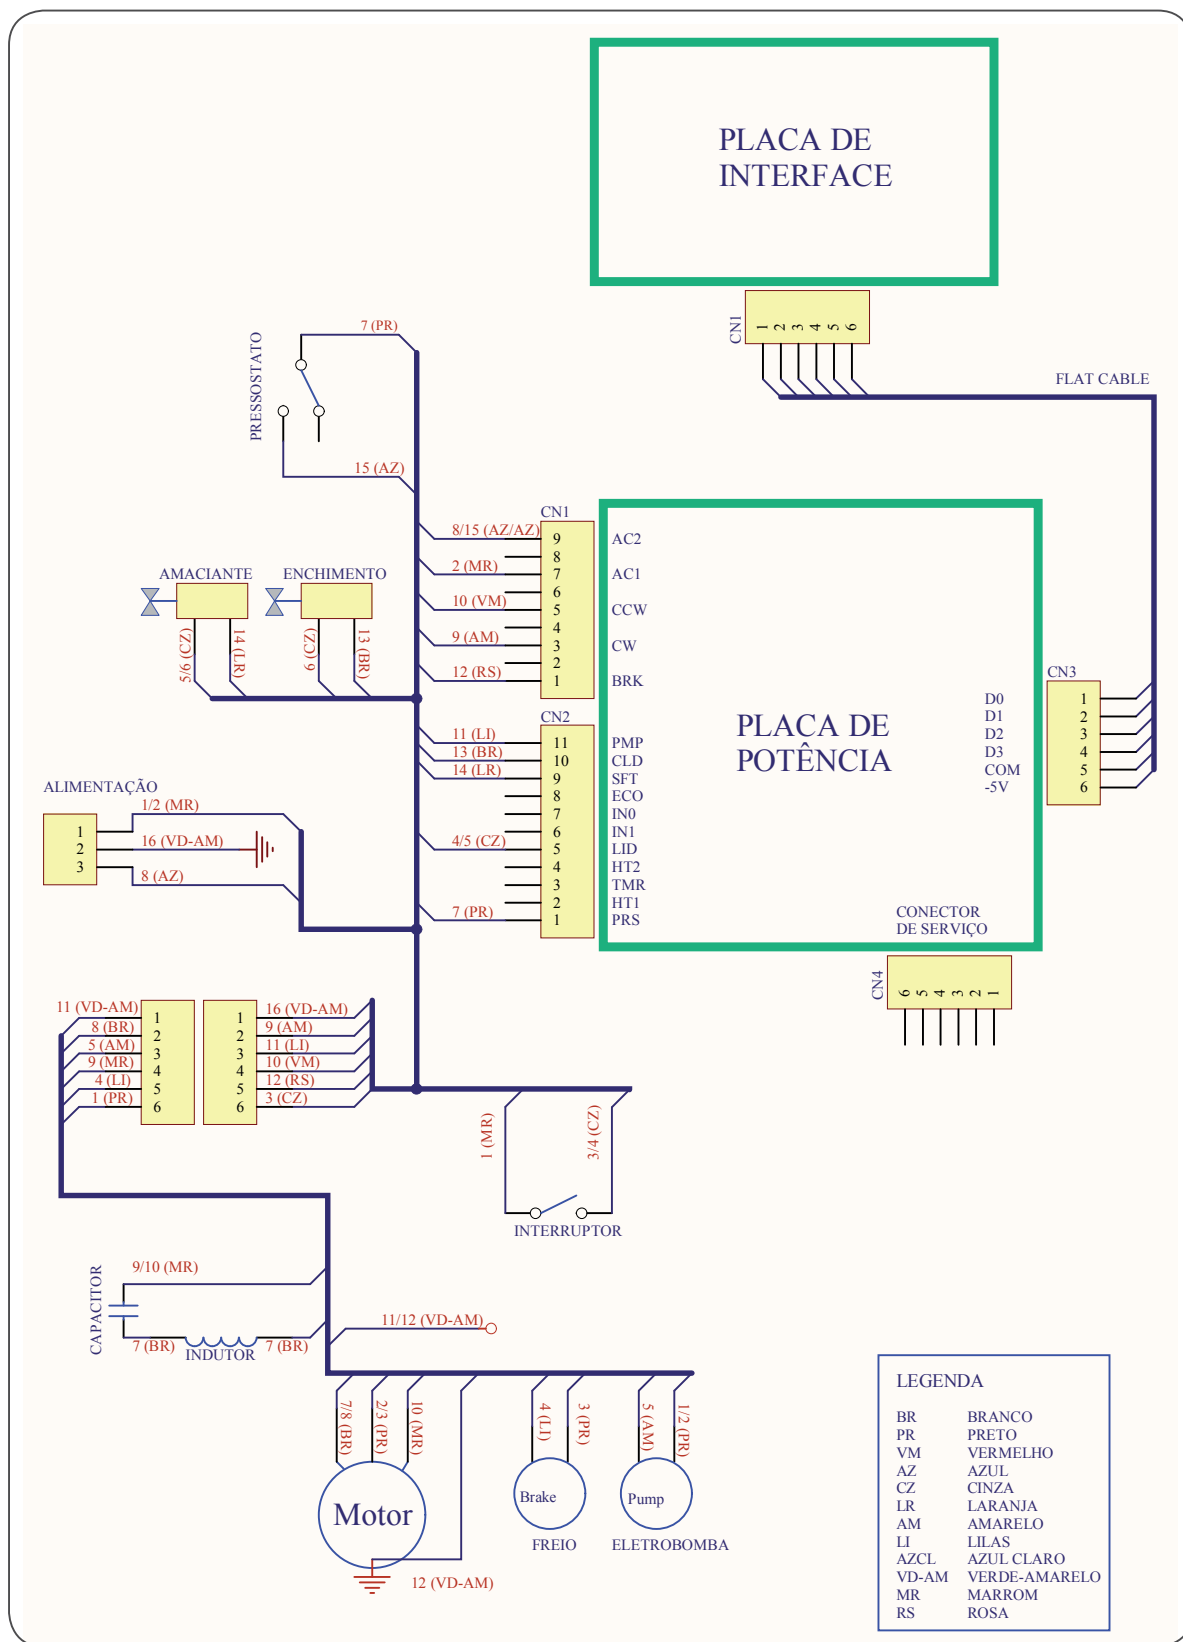 PLACA DE
INTERFACE
CN1
1 2 3 4 5 6
FLAT CABLE
7 (PR)
PRESSOSTATO
15 (AZ)
CN1
8/15 (AZ/AZ) 9 AC2
8
2 (MR) 7 AC1
6
10 (VM) 5 CCW
4
9 (AM) 3 CW
2
12 (RS) 1 BRK
AMACIANTE
ENCHIMENTO
5/6 (CZ)
14 (LR)
6 (CZ)
13 (BR)
CN2
11 (LI) 11 PMP
13 (BR) 10 CLD
14 (LR) 9 SFT
8 ECO
7 IN0
6 IN1
4/5 (CZ) 5 LID
4 HT2
3 TMR
2 HT1
7 (PR) 1 PRS
PLACA DE
POTÊNCIA
CN3
D0 1
D1 2
D2 3
D3 4
COM 5
-5V 6
CONECTOR
DE SERVIÇO
CN4
6 5 4 3 2 1
ALIMENTAÇÃO
1 1/2 (MR)
2 16 (VD-AM)
3 8 (AZ)
11 (VD-AM) 1
8 (BR) 2
5 (AM) 3
9 (MR) 4
4 (LI) 5
1 (PR) 6
1 16 (VD-AM)
2 9 (AM)
3 11 (LI)
4 10 (VM)
5 12 (RS)
6 3 (CZ)
1 (MR)
3/4 (CZ)
INTERRUPTOR
9/10 (MR)
CAPACITOR
7 (BR)
INDUTOR
7 (BR)
11/12 (VD-AM)
7/8 (BR)
2/3 (PR)
10 (MR)
4 (LI)
3 (PR)
5 (AM)
1/2 (PR)
Motor
Brake
Pump
FREIO
ELETROBOMBA
12 (VD-AM)
LEGENDA
BR BRANCO
PR PRETO
VM VERMELHO
AZ AZUL
CZ CINZA
LR LARANJA
AM AMARELO
LI LILAS
AZCL AZUL CLARO
VD-AM VERDE-AMARELO
MR MARROM
RS ROSA